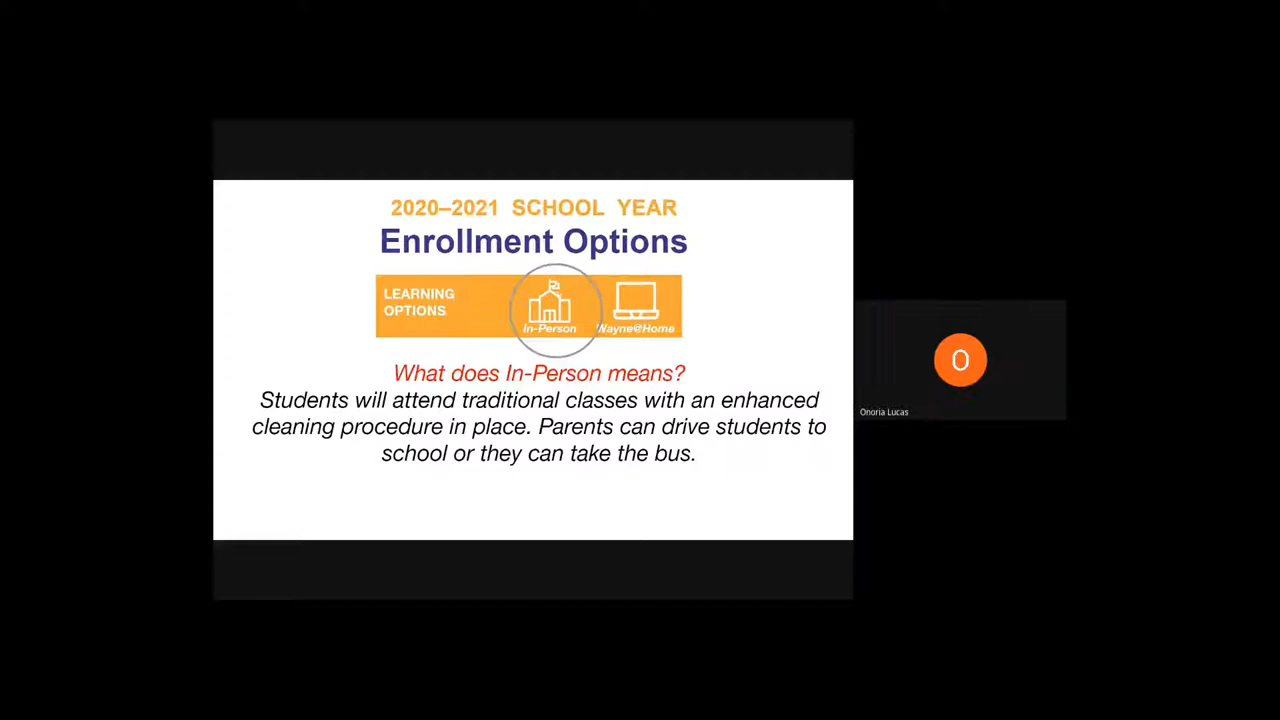 2020–2021 SCHOOL YEAR
Enrollment Options
LEARNING
OPTIONS
In-Person
Wayne@Home
What does In-Person means?
Students will attend traditional classes with an enhanced
cleaning procedure in place. Parents can drive students to
school or they can take the bus.
O
Onoria Lucas